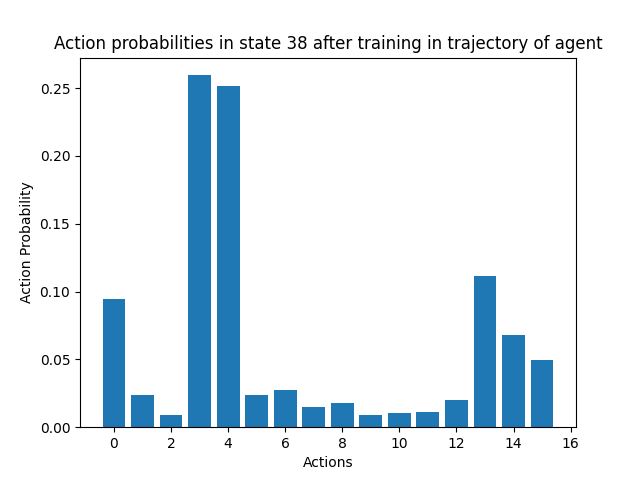 Action probabilities in state 38 after training in trajectory of agent
0.25
0.20
0.15
0.10
0.05
0.00
Action Probability
0 2 4 6 8 10 12 14 16
Actions